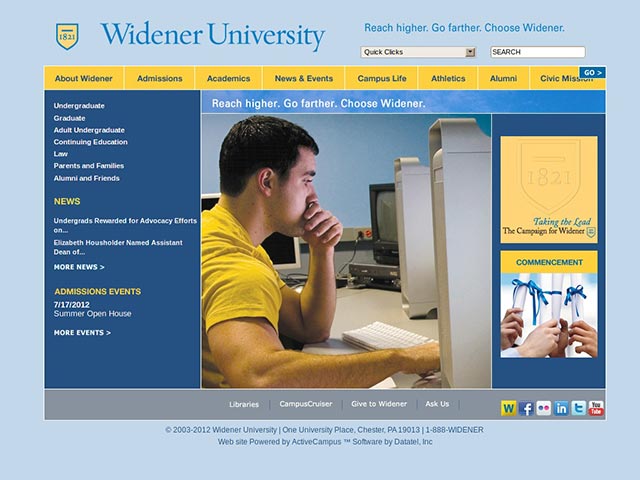 1821
Widener University
Reach higher. Go farther. Choose Widener.
Quick Clicks
SEARCH
GO >
About Widener
Admissions
Academics
News & Events
Campus Life
Athletics
Alumni
Civic Mission
Undergraduate
Graduate
Adult Undergraduate
Continuing Education
Law
Parents and Families
Alumni and Friends
NEWS
Undergrads Rewarded for Advocacy Efforts
on...
Elizabeth Housholder Named Assistant
Dean of...
MORE NEWS >
ADMISSIONS EVENTS
7/17/2012
Summer Open House
MORE EVENTS >
Reach higher. Go farther. Choose Widener.
1821
Taking the Lead
The Campaign for Widener
COMMENCEMENT
Libraries
CampusCruiser
Give to Widener
Ask Us
W
f
in
t
You
Tube
© 2003-2012 Widener University | One University Place, Chester, PA 19013 | 1-888-WIDENER
Web site Powered by ActiveCampus ™ Software by Datatel, Inc